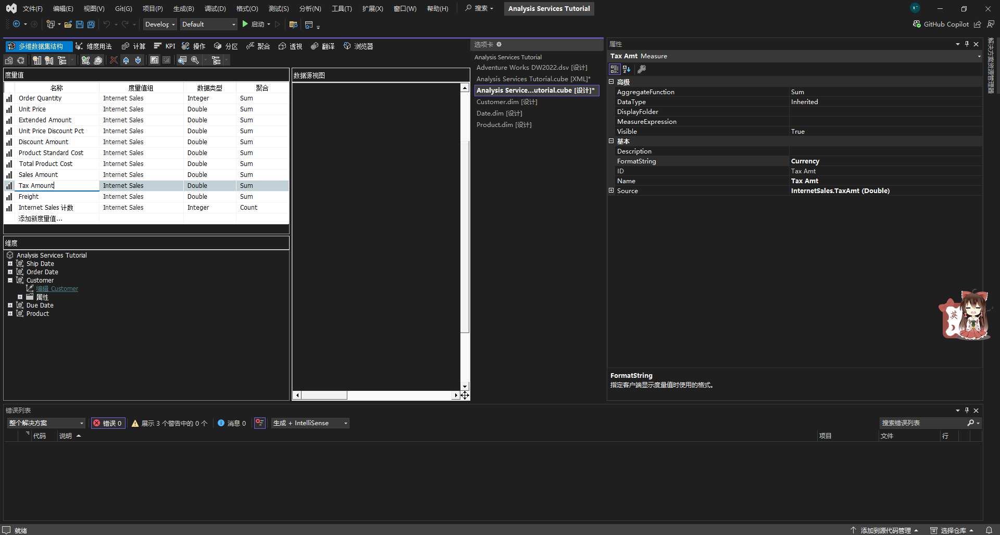 文件(F) 编辑(E) 视图(V) Git(G) 项目(P) 生成(B) 调试(D) 格式(O) 测试(S) 分析(N) 工具(T) 扩展(X) 窗口(W) 帮助(H) 搜索 Analysis Services Tutorial
Develop Default 启动 GitHub Copilot
多维数据集结构 维度用法 计算 KPI 操作 分区 聚合 透视 翻译 浏览器
度量值
名称 度量值组 数据类型 聚合
Order Quantity Internet Sales Integer Sum
Unit Price Internet Sales Double Sum
Extended Amount Internet Sales Double Sum
Unit Price Discount Pct Internet Sales Double Sum
Discount Amount Internet Sales Double Sum
Product Standard Cost Internet Sales Double Sum
Total Product Cost Internet Sales Double Sum
Sales Amount Internet Sales Double Sum
Tax Amount Internet Sales Double Sum
Freight Internet Sales Double Sum
Internet Sales 计数 Internet Sales Integer Count
添加新度量值...
维度
Analysis Services Tutorial
Ship Date
Order Date
Customer
编辑 Customer
属性
Due Date
Product
数据源视图
选项卡
Analysis Services Tutorial
Adventure Works DW2022.dsv [设计]
Analysis Services Tutorial.cube [XML]*
Analysis Service...utorial.cube [设计]*
Customer.dim [设计]
Date.dim [设计]
Product.dim [设计]
属性
Tax Amt Measure
高级
AggregateFunction Sum
DataType Inherited
DisplayFolder
MeasureExpression
Visible True
基本
Description
FormatString Currency
ID Tax Amt
Name Tax Amt
Source InternetSales.TaxAmt (Double)
英
FormatString
指定客户端显示度量值时使用的格式。
解决方案资源管理器
错误列表
整个解决方案 错误 0 展示 3 个警告中的 0 个 消息 0 生成 + IntelliSense 搜索错误列表
代码 说明 项目 文件 行
就绪 添加到源代码管理 选择仓库